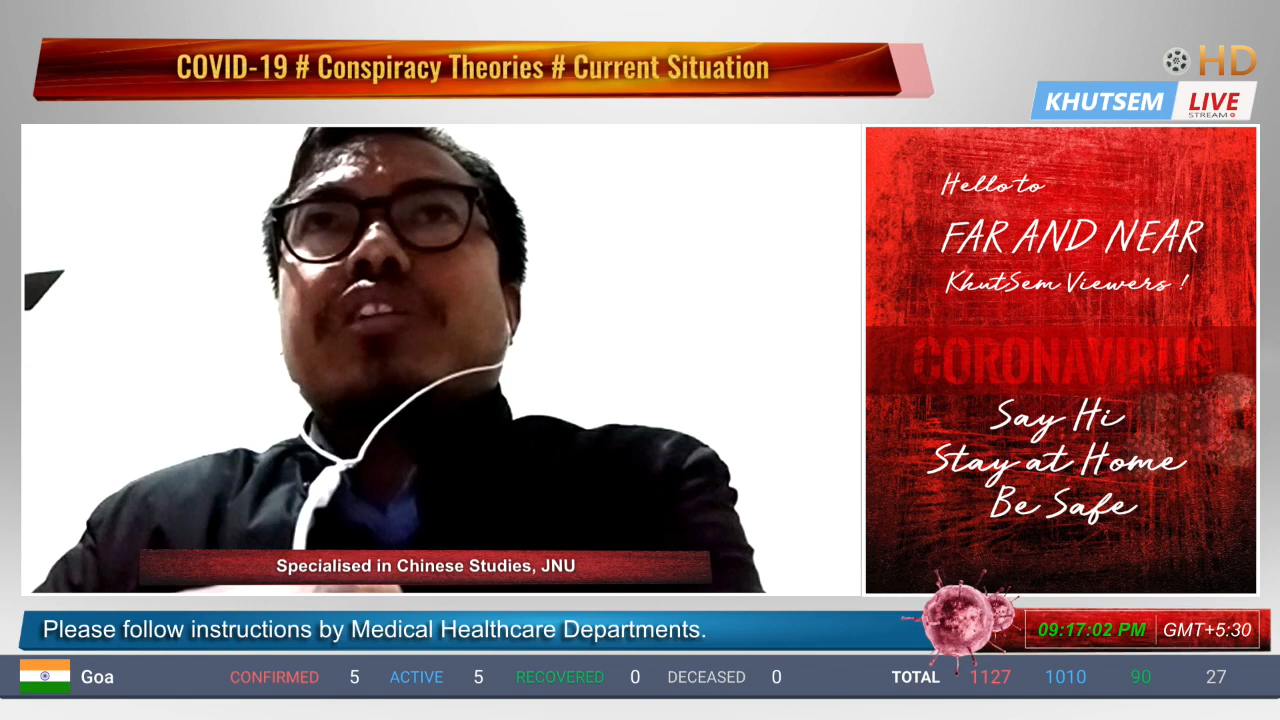 COVID-19 # Conspiracy Theories # Current Situation
HD
KHUTSEM LIVE
STREAM
Hello to
FAR AND NEAR
KhutSem Viewers !
CORONAVIRUS
Say Hi
Stay at Home
Be Safe
Specialised in Chinese Studies, JNU
Please follow instructions by Medical Healthcare Departments.
09:17:02 PM GMT+5:30
Goa CONFIRMED 5 ACTIVE 5 RECOVERED 0 DECEASED 0 TOTAL 1127 1010 90 27